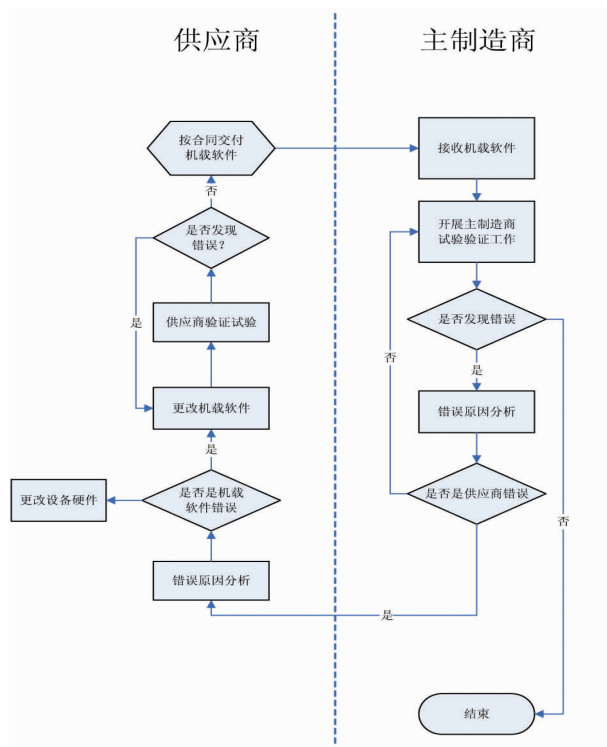 供应商
主制造商
按合同交付
机载软件
接收机载软件
否
是否发现
错误？
开展主制造商
试验验证工作
是
供应商验证试验
是否发现错误
否
是
更改机载软件
错误原因分析
是
更改设备硬件
是否是机载
软件错误
是否是供应商错误
否
错误原因分析
是
结束